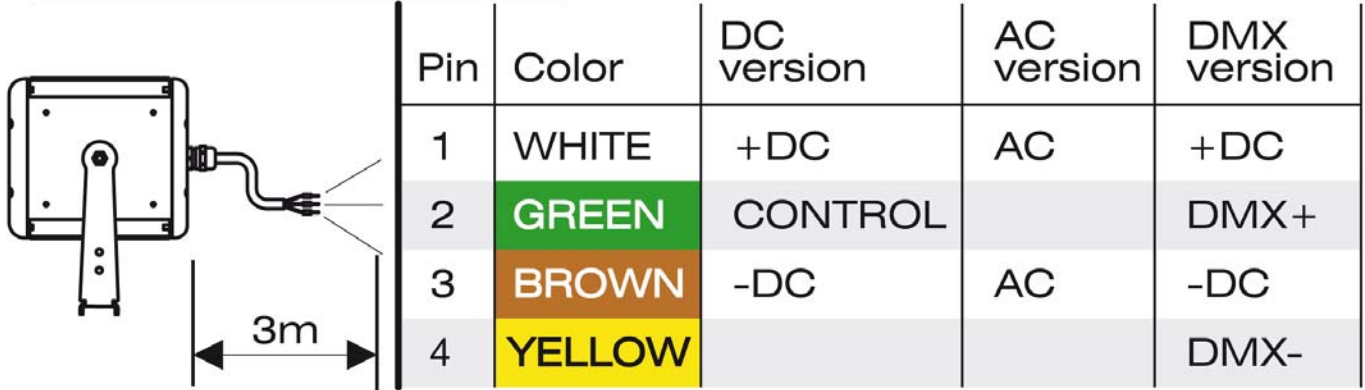 Pin Color DC version AC version DMX version
1 WHITE +DC AC +DC
2 GREEN CONTROL DMX+
3 BROWN -DC AC -DC
4 YELLOW DMX-
3m